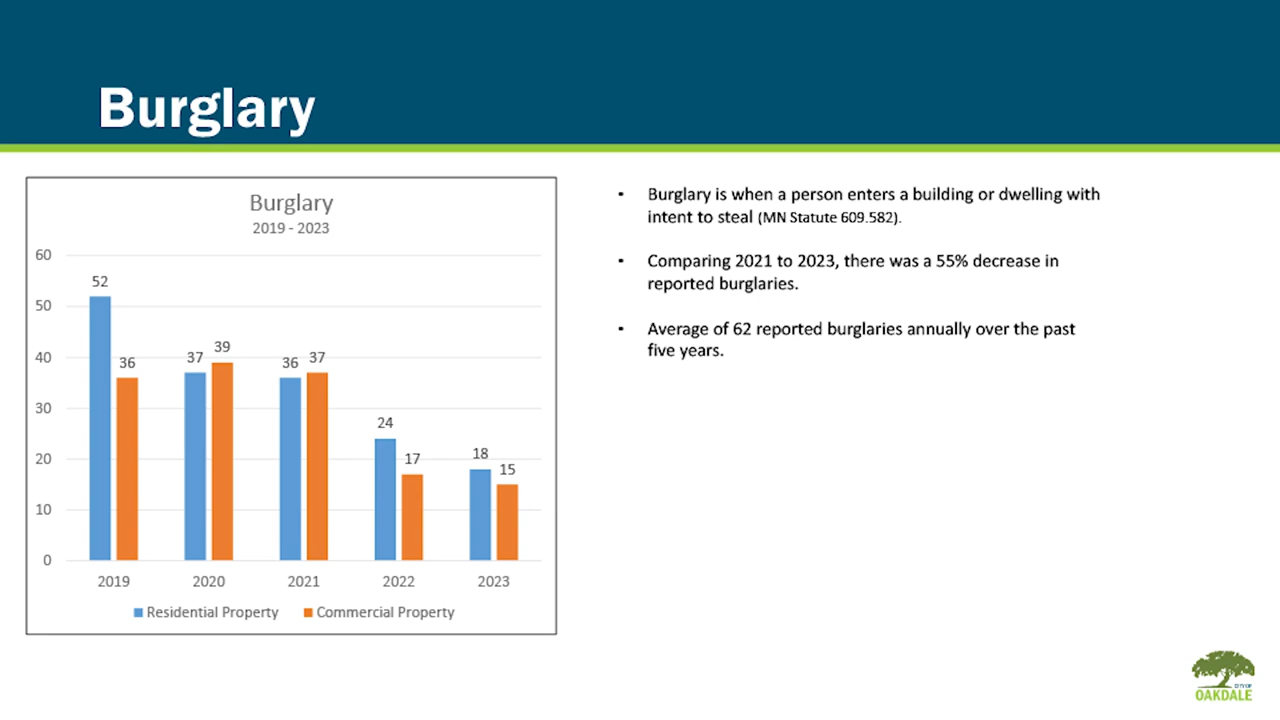 Burglary
Burglary
2019 - 2023
60
50
40
30
20
10
0
52
36
37
39
36
37
24
17
18
15
2019
2020
2021
2022
2023
Residential Property
Commercial Property
• Burglary is when a person enters a building or dwelling with
intent to steal (MN Statute 609.582).
• Comparing 2021 to 2023, there was a 55% decrease in
reported burglaries.
• Average of 62 reported burglaries annually over the past
five years.
CITY OF
OAKDALE